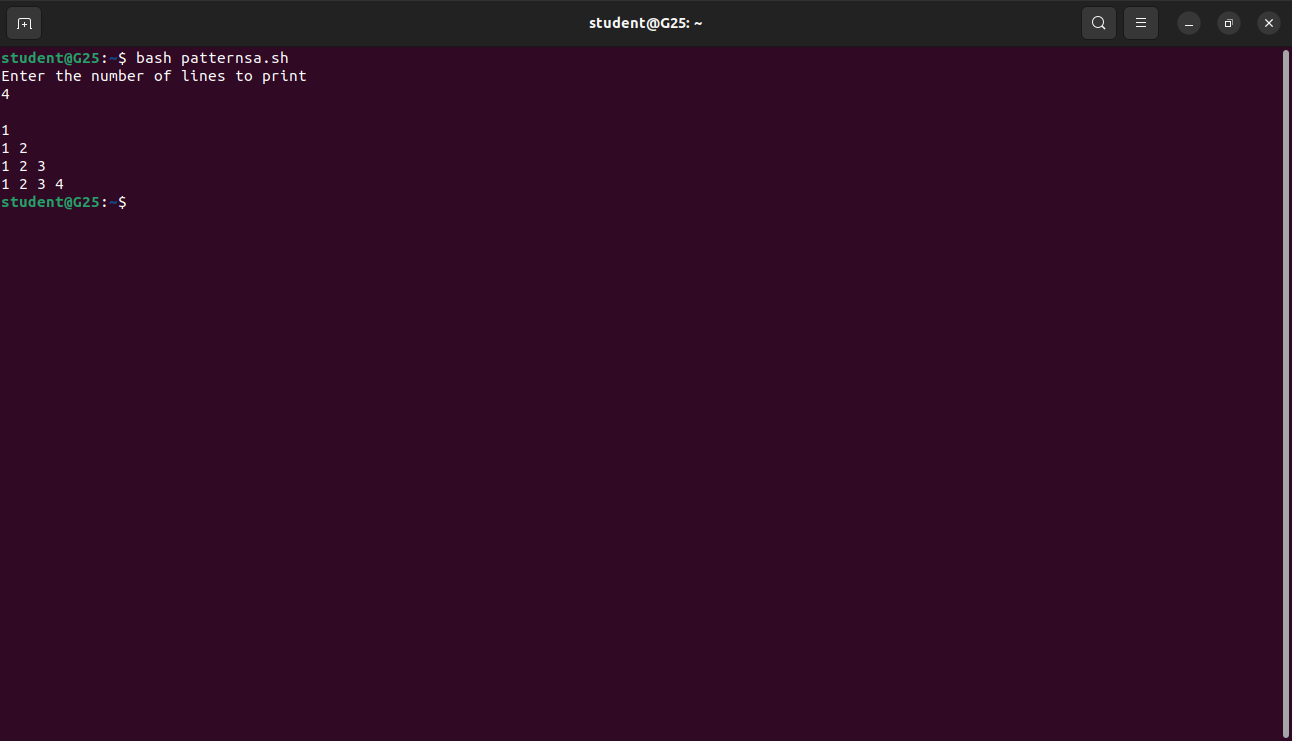 student@G25: ~
student@G25:~$ bash patternsa.sh
Enter the number of lines to print
4
1
1 2
1 2 3
1 2 3 4
student@G25:~$